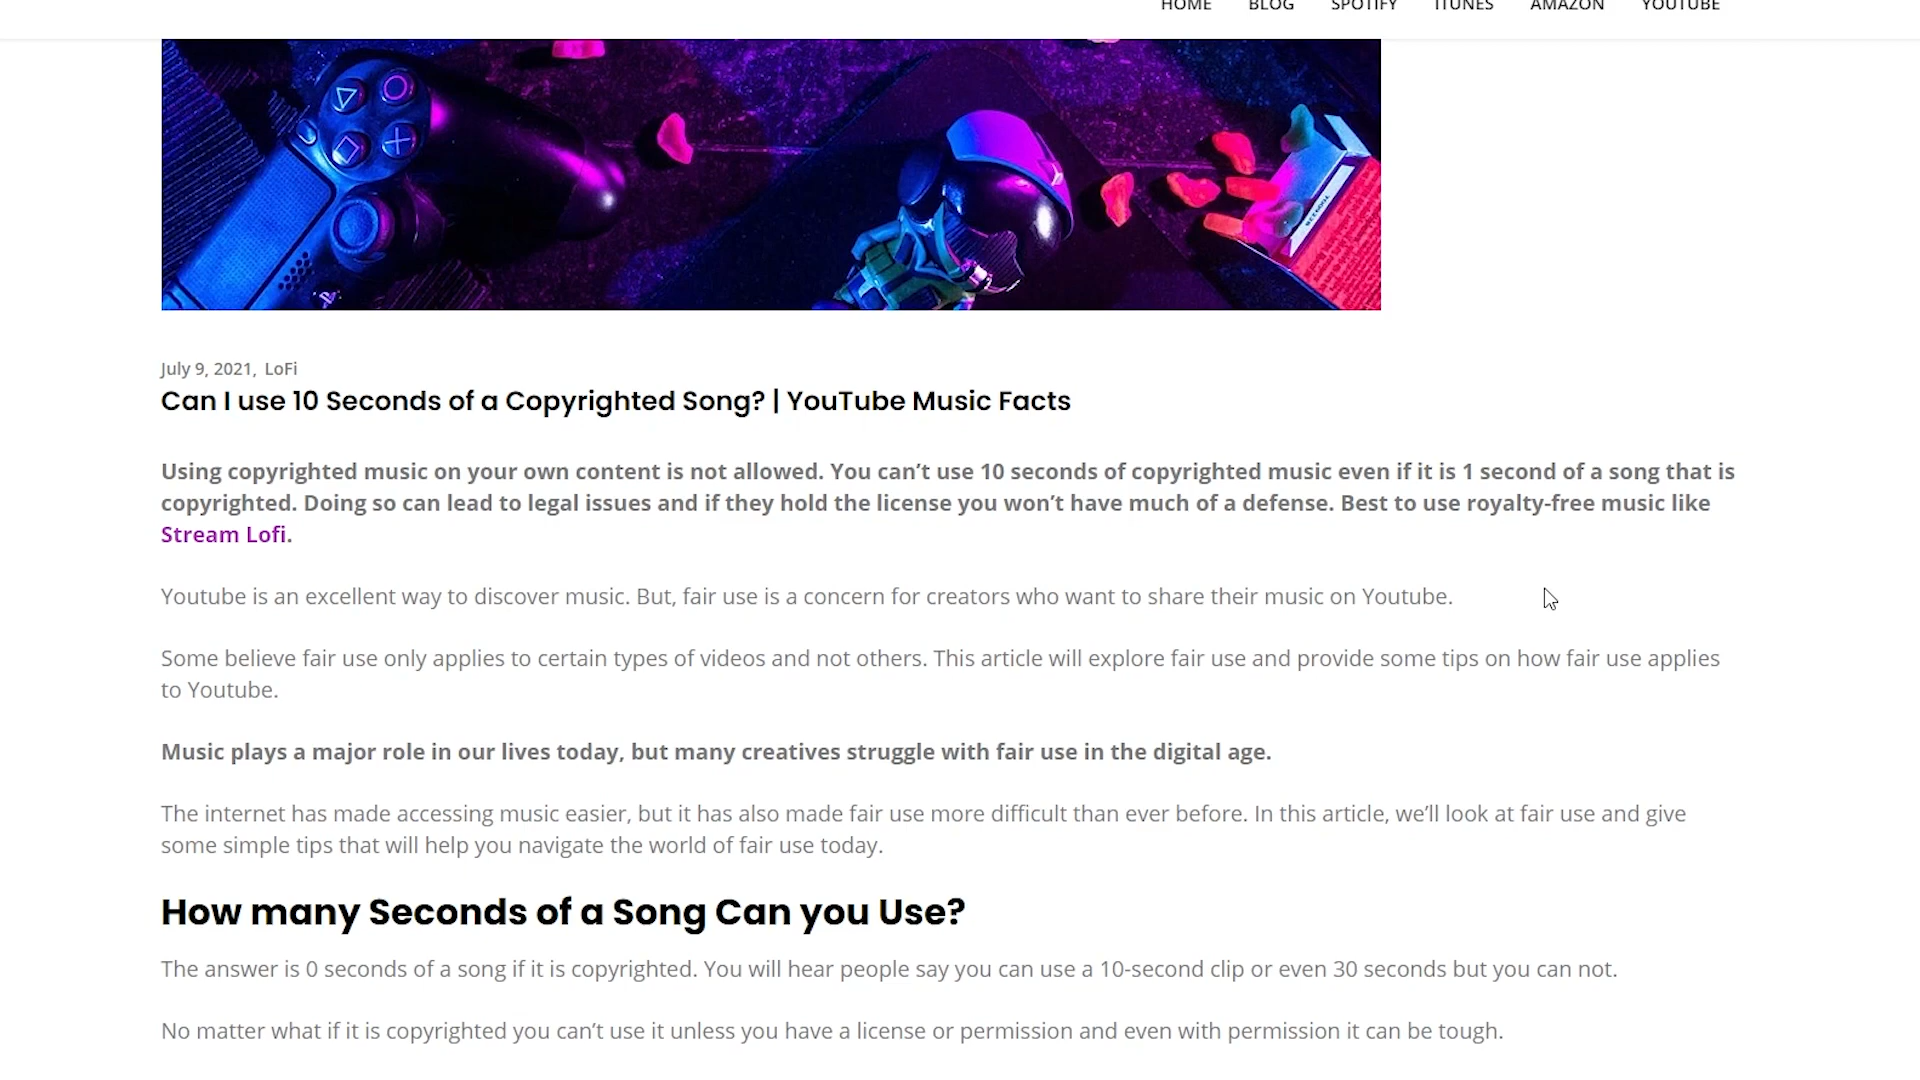 HOME BLOG SPOTIFY ITUNES AMAZON YOUTUBE
July 9, 2021, LoFi
Can I use 10 Seconds of a Copyrighted Song? | YouTube Music Facts
Using copyrighted music on your own content is not allowed. You can’t use 10 seconds of copyrighted music even if it is 1 second of a song that is
copyrighted. Doing so can lead to legal issues and if they hold the license you won’t have much of a defense. Best to use royalty-free music like
Stream Lofi.
Youtube is an excellent way to discover music. But, fair use is a concern for creators who want to share their music on Youtube.
Some believe fair use only applies to certain types of videos and not others. This article will explore fair use and provide some tips on how fair use applies
to Youtube.
Music plays a major role in our lives today, but many creatives struggle with fair use in the digital age.
The internet has made accessing music easier, but it has also made fair use more difficult than ever before. In this article, we’ll look at fair use and give
some simple tips that will help you navigate the world of fair use today.
How many Seconds of a Song Can you Use?
The answer is 0 seconds of a song if it is copyrighted. You will hear people say you can use a 10-second clip or even 30 seconds but you can not.
No matter what if it is copyrighted you can’t use it unless you have a license or permission and even with permission it can be tough.